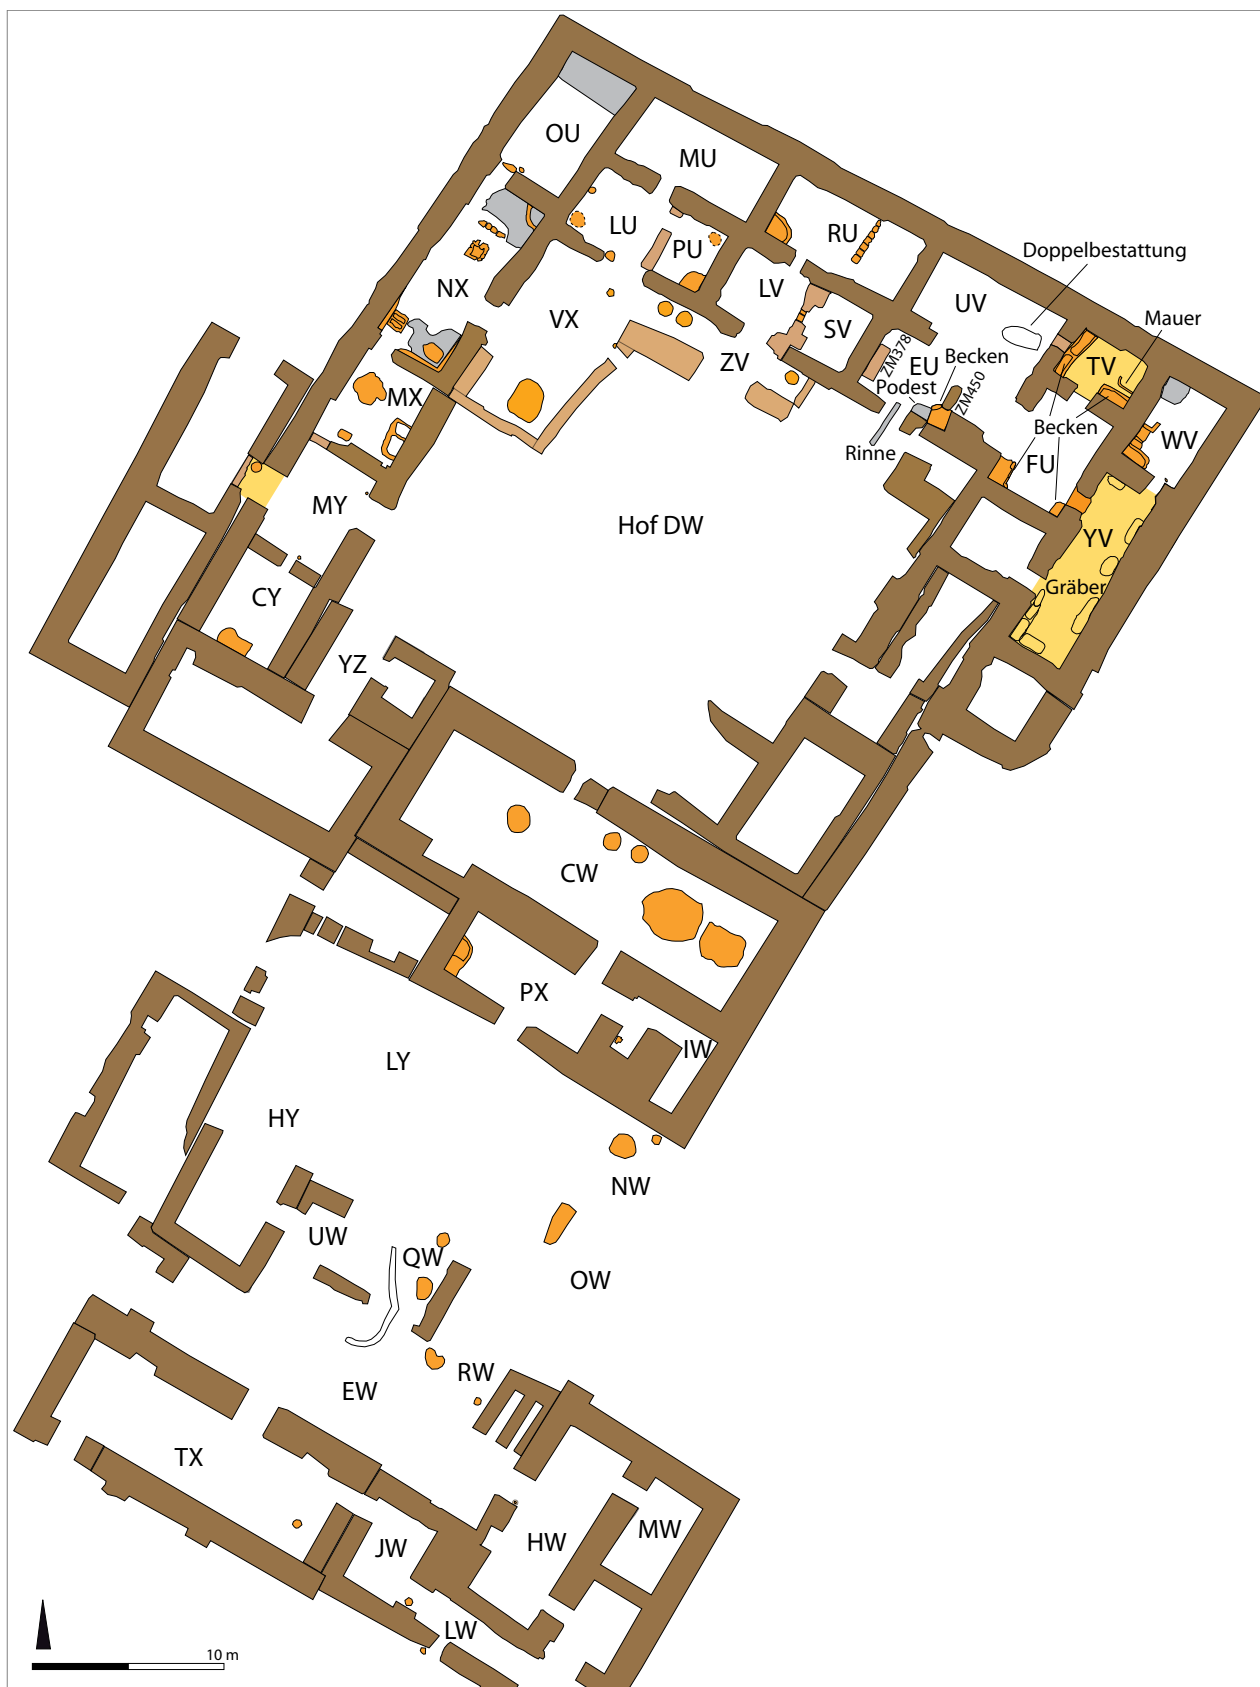 OU
MU
LU
RU
PU
Doppelbestattung
NX
LV
UV
VX
SV
Mauer
ZV
ZM378
EU
Becken
TV
Podest
ZM450
MX
Becken
Rinne
FU
WV
MY
Hof DW
YV
CY
Gräber
YZ
CW
PX
IW
LY
HY
NW
UW
QW
OW
RW
EW
TX
JW
HW
MW
LW
10 m